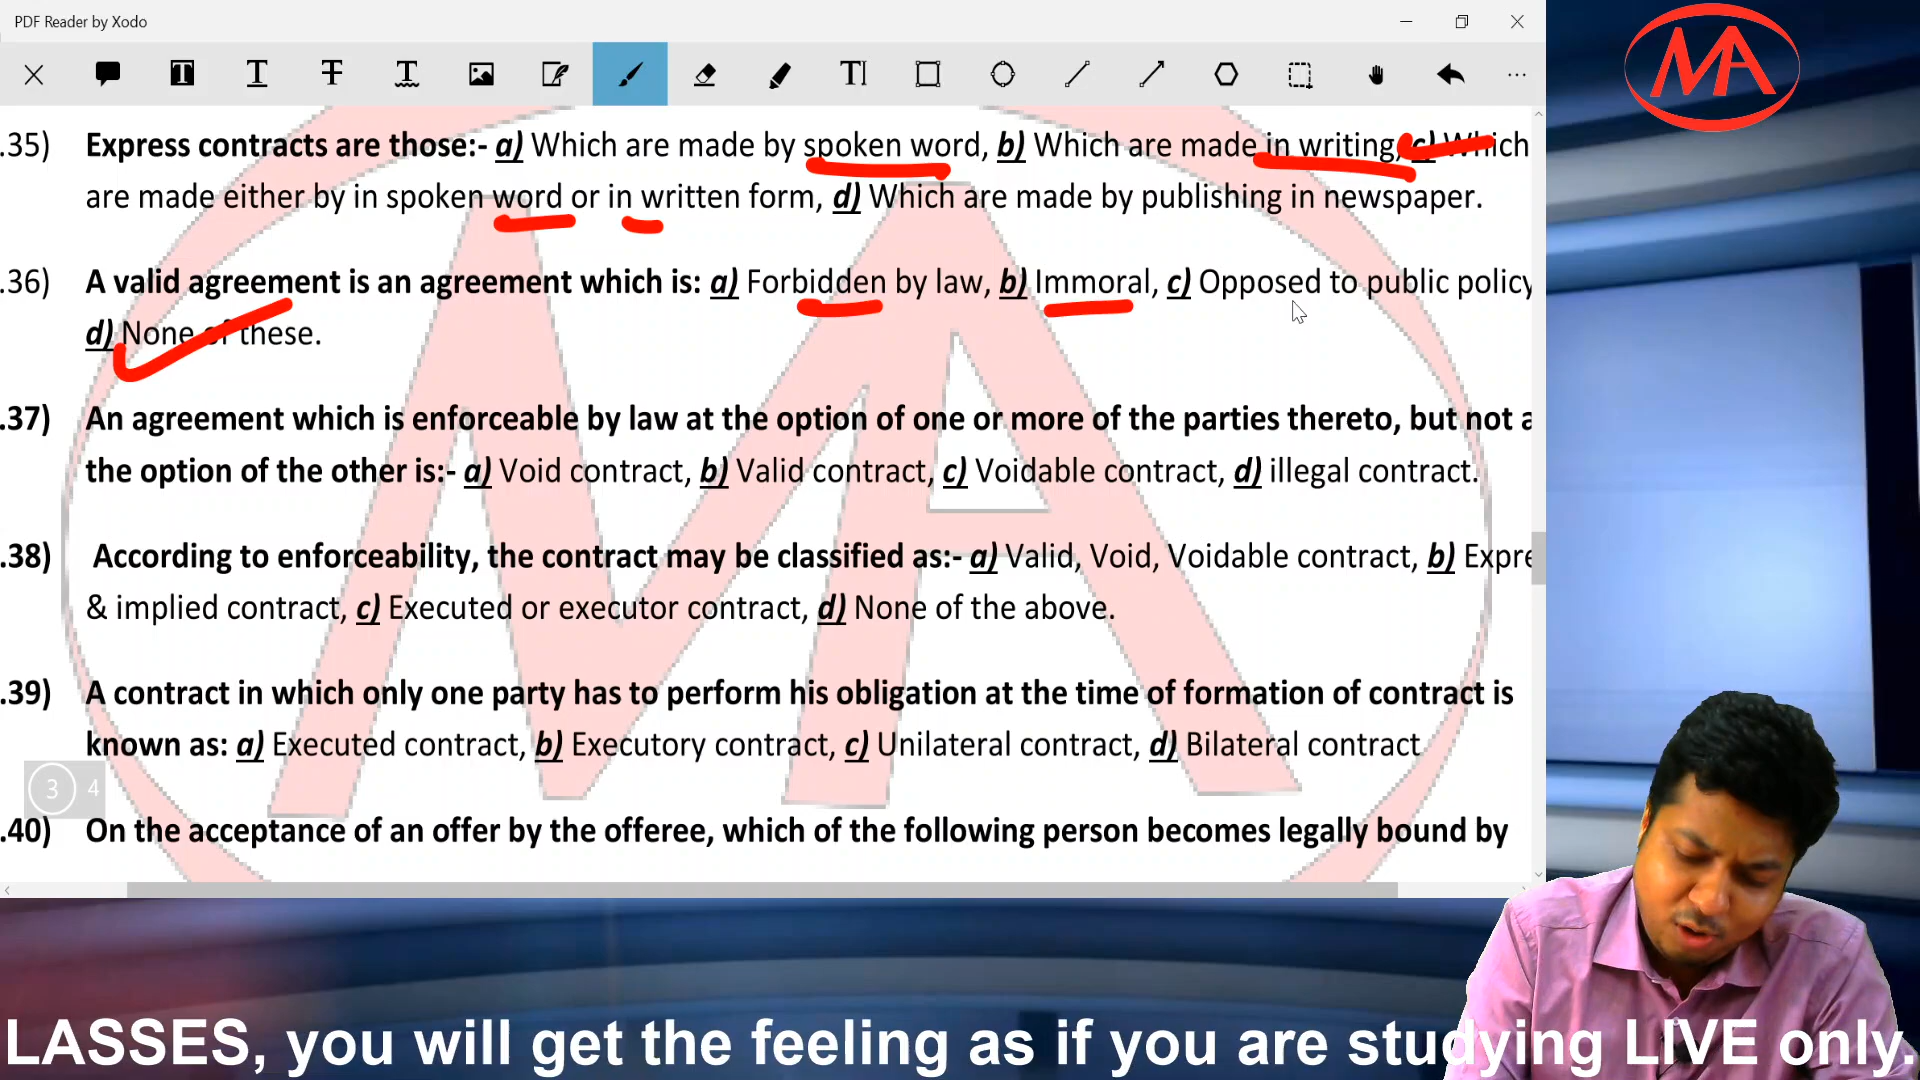 PDF Reader by Xodo
MA
.35) Express contracts are those:- a) Which are made by spoken word, b) Which are made in writing, c) Which
are made either by in spoken word or in written form, d) Which are made by publishing in newspaper.
.36) A valid agreement is an agreement which is: a) Forbidden by law, b) Immoral, c) Opposed to public policy
d) None of these.
.37) An agreement which is enforceable by law at the option of one or more of the parties thereto, but not a
the option of the other is:- a) Void contract, b) Valid contract, c) Voidable contract, d) illegal contract.
.38) According to enforceability, the contract may be classified as:- a) Valid, Void, Voidable contract, b) Expre
& implied contract, c) Executed or executor contract, d) None of the above.
.39) A contract in which only one party has to perform his obligation at the time of formation of contract is
known as: a) Executed contract, b) Executory contract, c) Unilateral contract, d) Bilateral contract
3 4
.40) On the acceptance of an offer by the offeree, which of the following person becomes legally bound by
LASSES, you will get the feeling as if you are studying LIVE only.